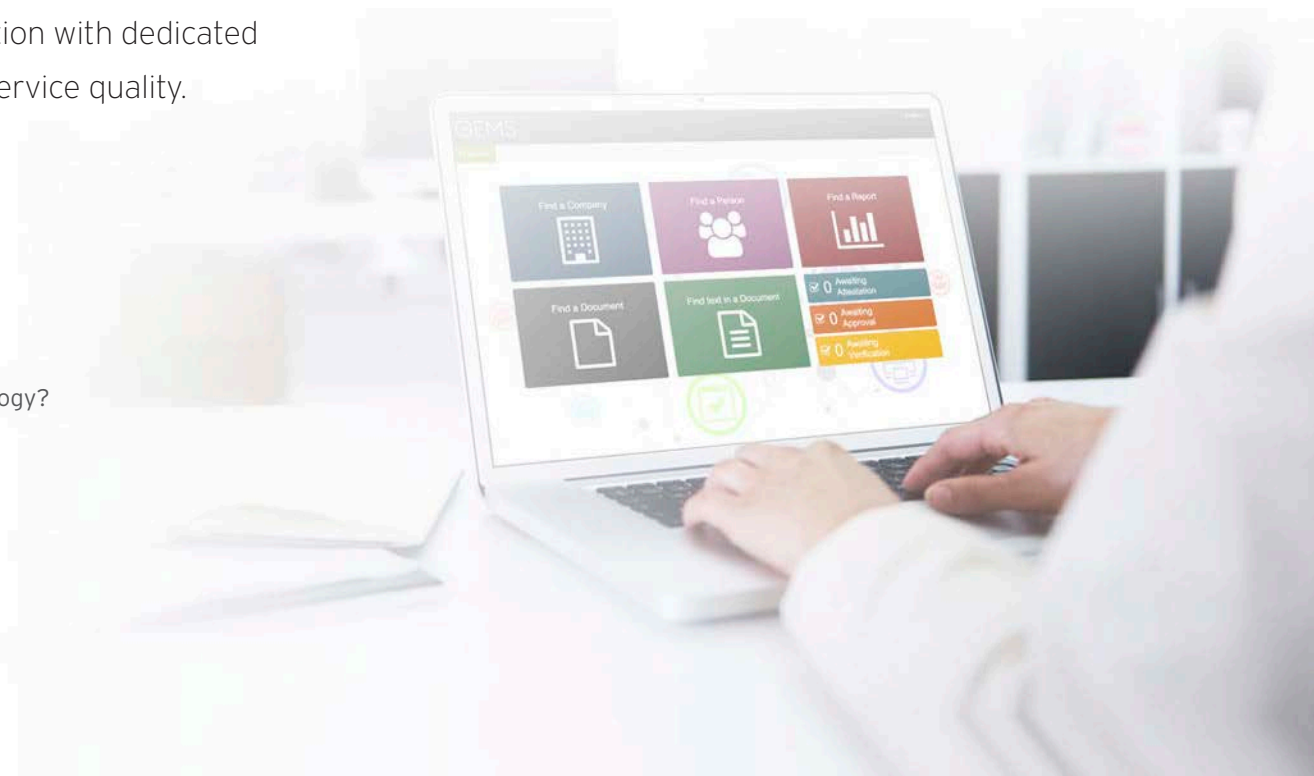 tion with dedicated
ervice quality.
ogy?
GEMS
Find a Company
Find a Person
Find a Report
Find a Document
Find text in a Document
0 Awaiting
Attestation
0 Awaiting
Approval
0 Awaiting
Verification